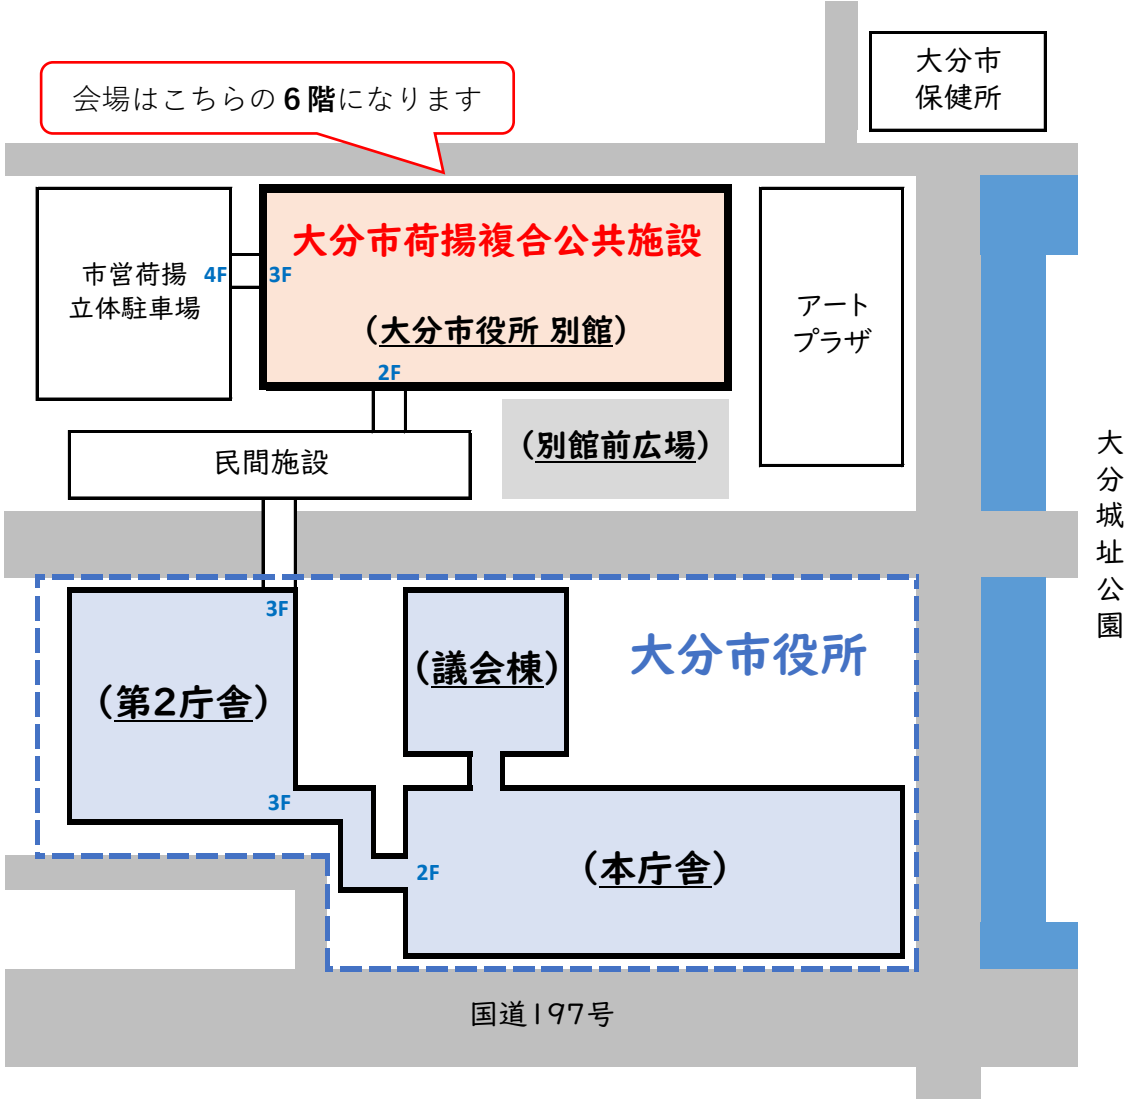 大分市
保健所
会場はこちらの6階になります
大分市荷揚複合公共施設
市営荷揚
立体駐車場
4F
3F
(大分市役所 別館)
2F
アート
プラザ
民間施設
(別館前広場)
大分城址公園
3F
大分市役所
(議会棟)
(第2庁舎)
3F
2F
(本庁舎)
国道197号